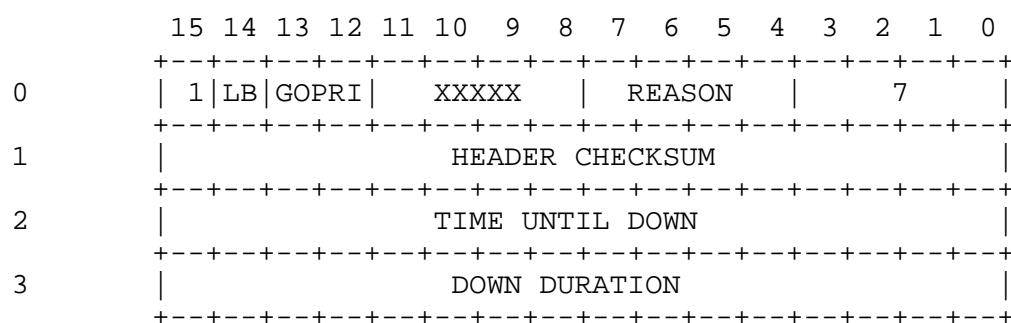 15 14 13 12 11 10 9 8 7 6 5 4 3 2 1 0
+--+--+--+--+--+--+--+--+--+--+--+--+--+--+--+--+
0 | 1|LB|GOPRI| XXXXX | REASON | 7 |
+--+--+--+--+--+--+--+--+--+--+--+--+--+--+--+--+
1 | HEADER CHECKSUM |
+--+--+--+--+--+--+--+--+--+--+--+--+--+--+--+--+
2 | TIME UNTIL DOWN |
+--+--+--+--+--+--+--+--+--+--+--+--+--+--+--+--+
3 | DOWN DURATION |
+--+--+--+--+--+--+--+--+--+--+--+--+--+--+--+--+